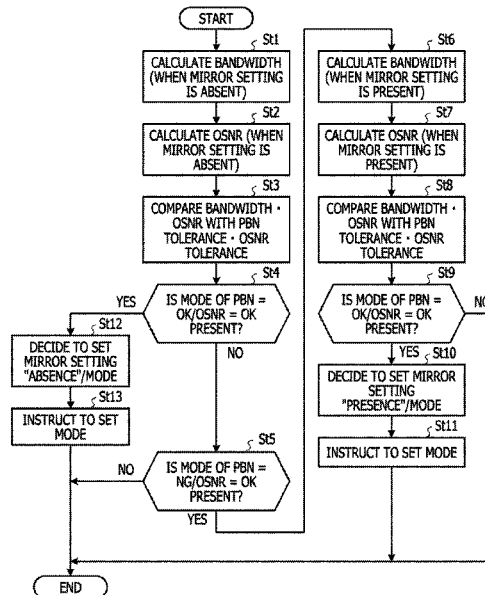 START
St1
CALCULATE BANDWIDTH
(WHEN MIRROR SETTING
IS ABSENT)
St2
CALCULATE OSNR (WHEN
MIRROR SETTING IS
ABSENT)
St3
COMPARE BANDWIDTH ·
OSNR WITH PBN
TOLERANCE · OSNR
TOLERANCE
St4
IS MODE OF PBN =
OK/OSNR = OK
PRESENT?
YES
NO
St12
DECIDE TO SET
MIRROR SETTING
"ABSENCE"/MODE
St13
INSTRUCT TO SET
MODE
St5
IS MODE OF PBN =
NG/OSNR = OK
PRESENT?
NO
YES
St6
CALCULATE BANDWIDTH
(WHEN MIRROR SETTING
IS PRESENT)
St7
CALCULATE OSNR (WHEN
MIRROR SETTING IS
PRESENT)
St8
COMPARE BANDWIDTH ·
OSNR WITH PBN
TOLERANCE · OSNR
TOLERANCE
St9
IS MODE OF PBN =
OK/OSNR = OK
PRESENT?
NO
YES
St10
DECIDE TO SET MIRROR
SETTING
"PRESENCE"/MODE
St11
INSTRUCT TO SET MODE
END